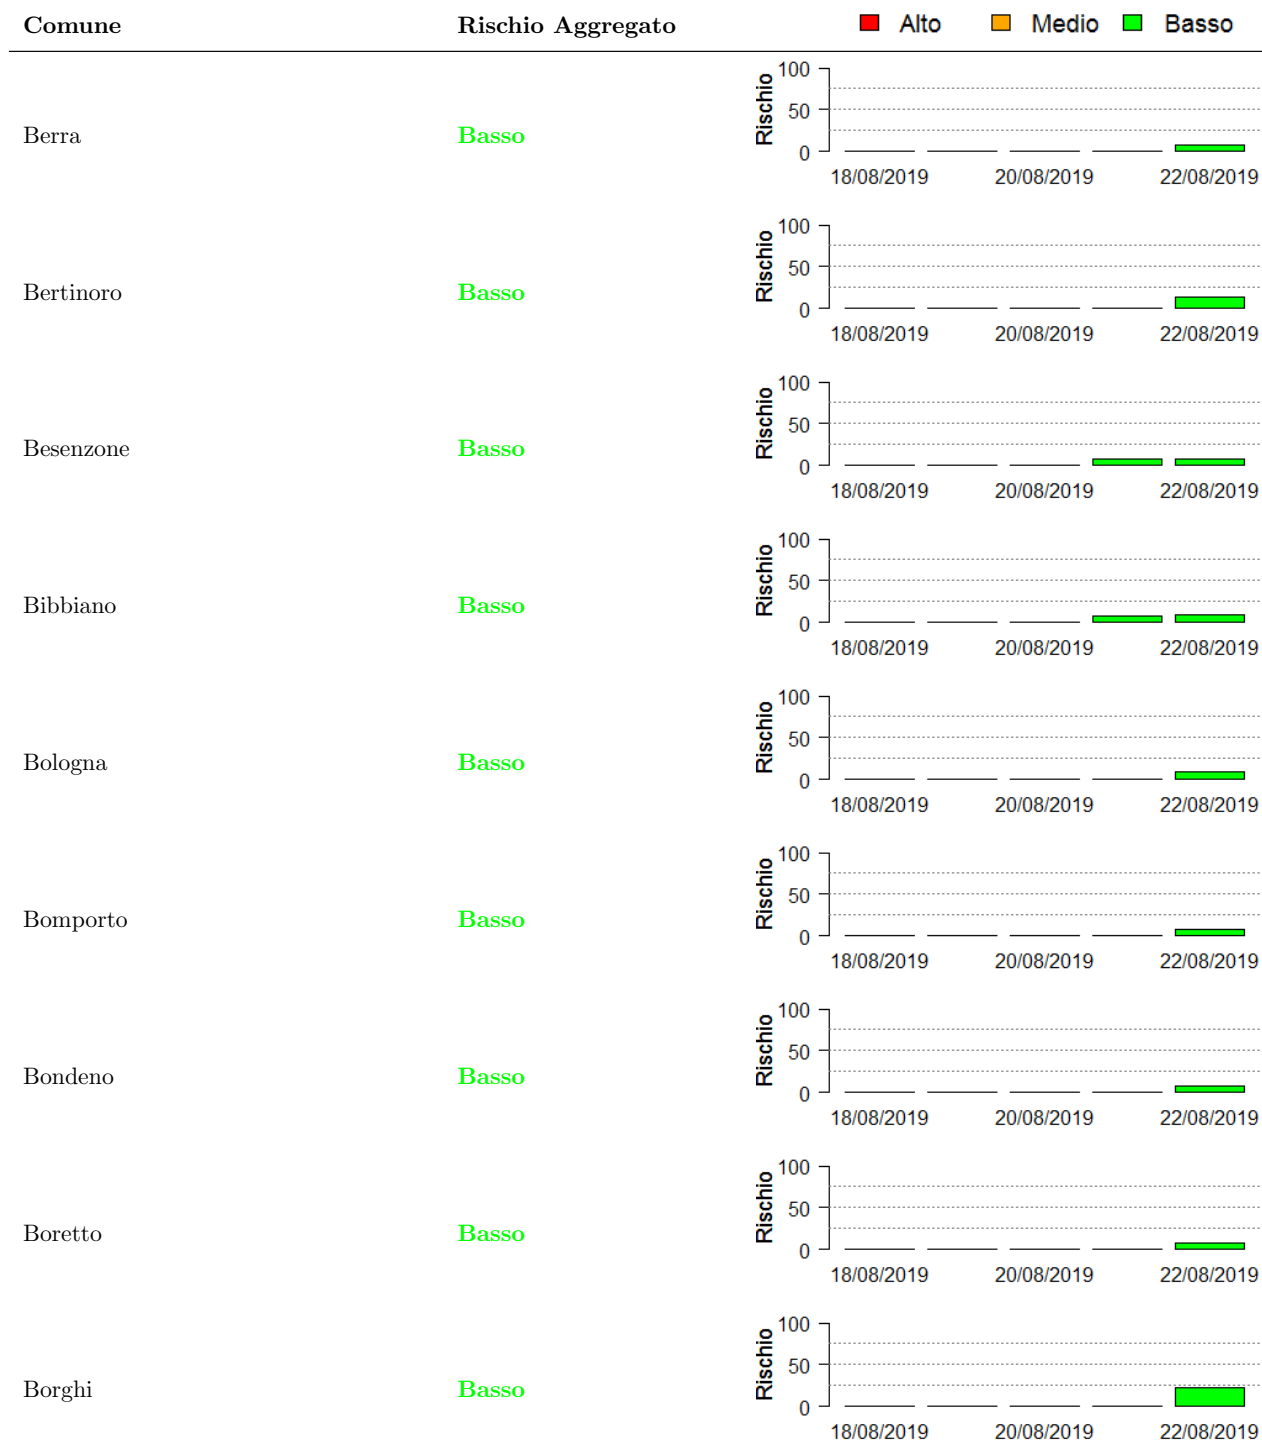 Comune Rischio Aggregato Alto Medio Basso
Berra Basso
Rischio
100
50
0
18/08/2019 20/08/2019 22/08/2019
Bertinoro Basso
Rischio
100
50
0
18/08/2019 20/08/2019 22/08/2019
Besenzone Basso
Rischio
100
50
0
18/08/2019 20/08/2019 22/08/2019
Bibbiano Basso
Rischio
100
50
0
18/08/2019 20/08/2019 22/08/2019
Bologna Basso
Rischio
100
50
0
18/08/2019 20/08/2019 22/08/2019
Bomporto Basso
Rischio
100
50
0
18/08/2019 20/08/2019 22/08/2019
Bondeno Basso
Rischio
100
50
0
18/08/2019 20/08/2019 22/08/2019
Boretto Basso
Rischio
100
50
0
18/08/2019 20/08/2019 22/08/2019
Borghi Basso
Rischio
100
50
0
18/08/2019 20/08/2019 22/08/2019